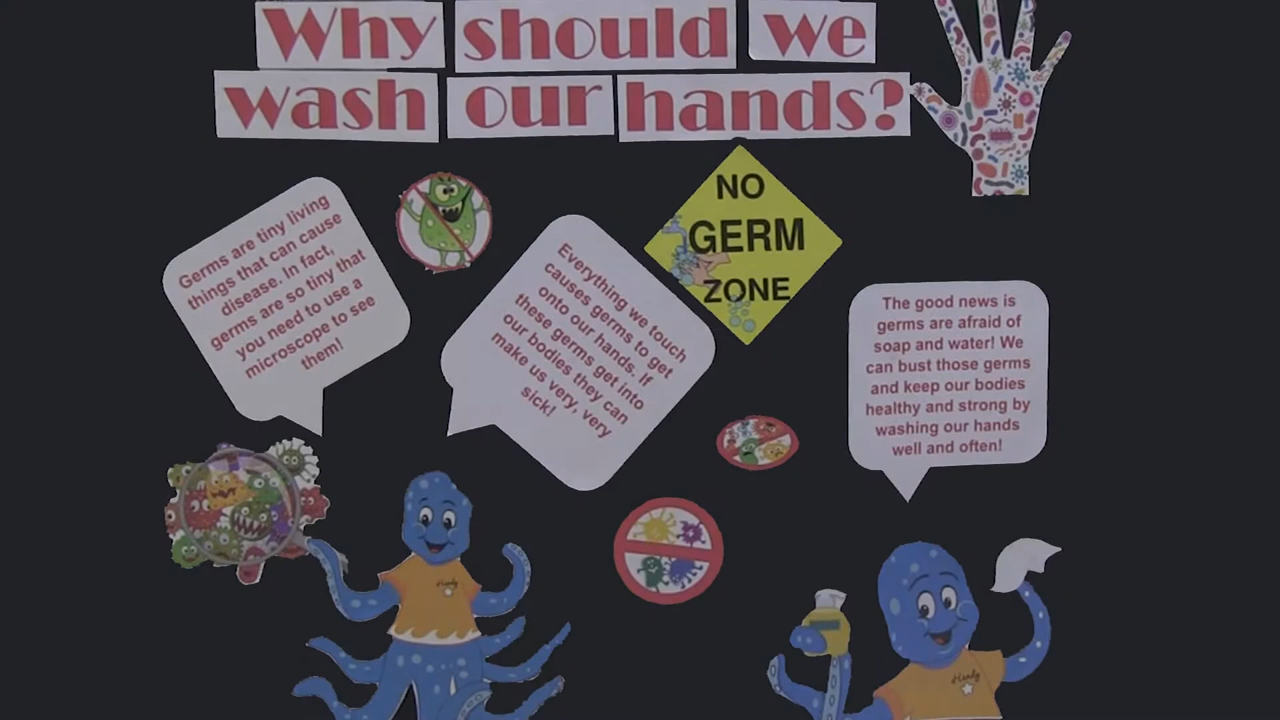 Why should we
wash our hands?
NO
GERM
ZONE
Germs are tiny living
things that can cause
disease. In fact,
germs are so tiny that
you need to use a
microscope to see
them!
Everything we touch
causes germs to get
onto our hands. If
these germs get into
our bodies they can
make us very, very
sick!
The good news is
germs are afraid of
soap and water! We
can bust those germs
and keep our bodies
healthy and strong by
washing our hands
well and often!
Handy
Handy